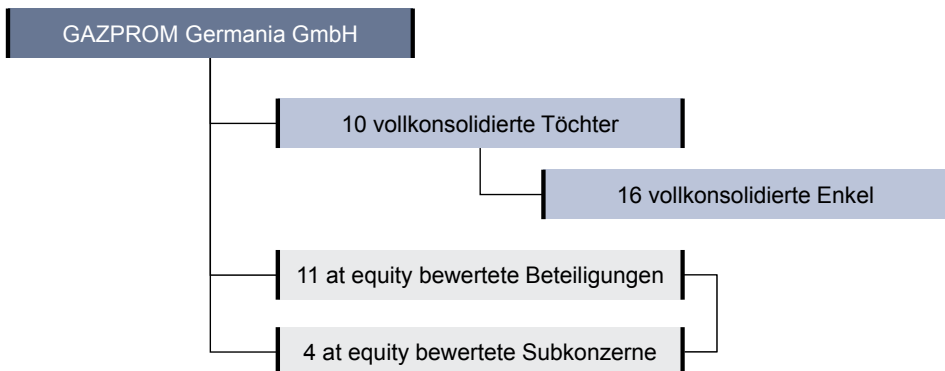 GAZPROM Germania GmbH
10 vollkonsolidierte Töchter
16 vollkonsolidierte Enkel
11 at equity bewertete Beteiligungen
4 at equity bewertete Subkonzerne